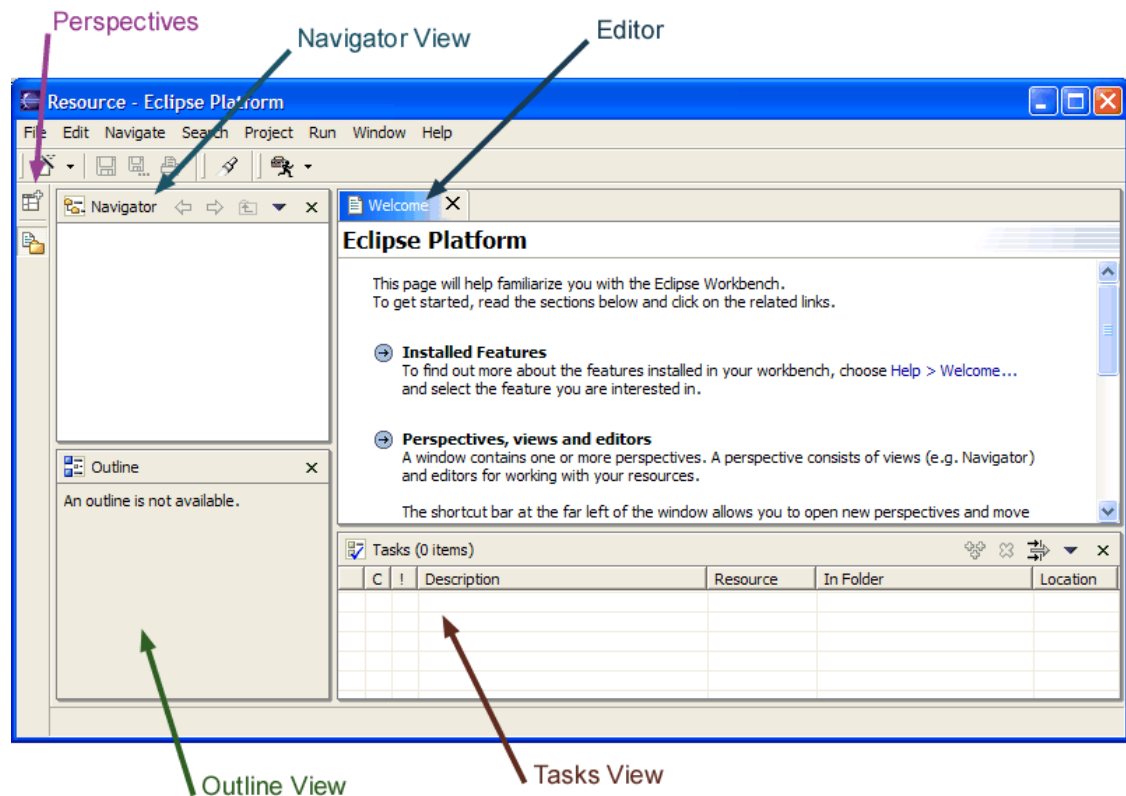 Perspectives
Navigator View
Editor
Resource - Eclipse Platform
File Edit Navigate Search Project Run Window Help
Navigator
Welcome
Eclipse Platform
This page will help familiarize you with the Eclipse Workbench.
To get started, read the sections below and click on the related links.
Installed Features
To find out more about the features installed in your workbench, choose Help > Welcome...
and select the feature you are interested in.
Perspectives, views and editors
A window contains one or more perspectives. A perspective consists of views (e.g. Navigator)
and editors for working with your resources.
The shortcut bar at the far left of the window allows you to open new perspectives and move
Outline
An outline is not available.
Tasks (0 items)
C ! Description Resource In Folder Location
Outline View
Tasks View